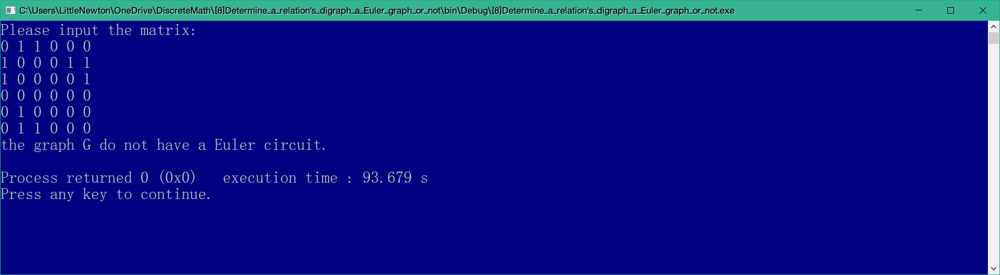 C:\Users\LittleNewton\OneDrive\DiscreteMath\[8]Determine_a_relation's_digraph_a_Euler_graph_or_not\bin\Debug\[8]Determine_a_relation's_digraph_a_Euler_graph_or_not.exe
Please input the matrix:
0 1 1 0 0 0
1 0 0 0 1 1
1 0 0 0 0 1
0 0 0 0 0 0
0 1 0 0 0 0
0 1 1 0 0 0
the graph G do not have a Euler circuit.
Process returned 0 (0x0)   execution time : 93.679 s
Press any key to continue.